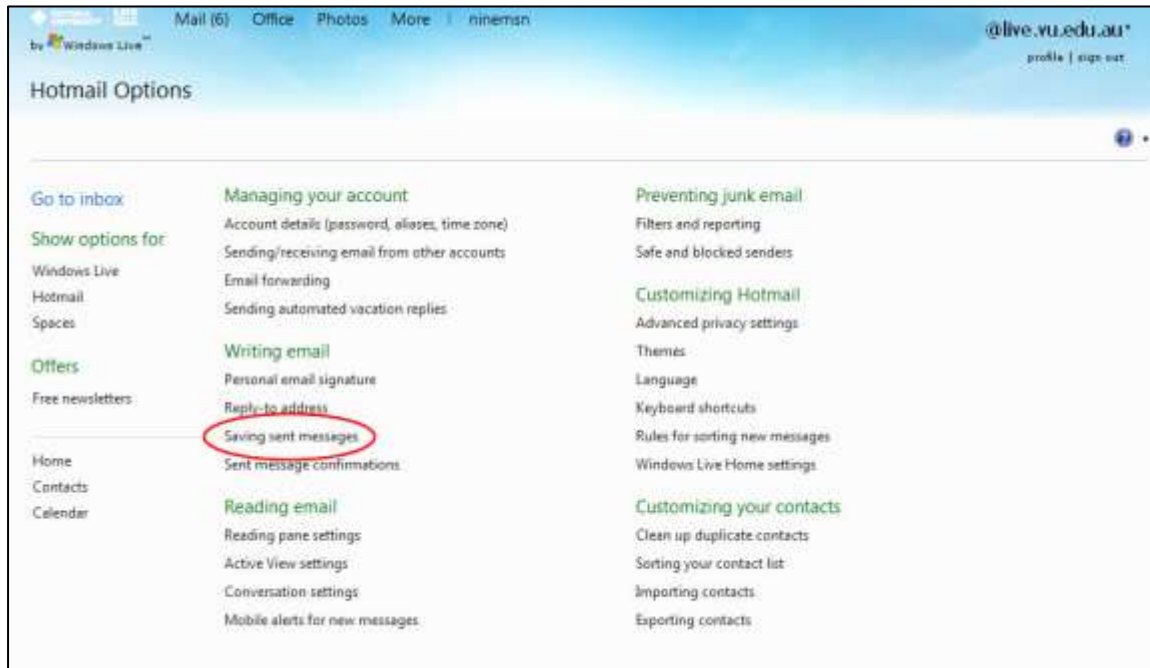 Mail (6) Office Photos More ninemsn
by Windows Live™
@live.vu.edu.au
profile | sign out
Hotmail Options
Go to inbox
Show options for
Windows Live
Hotmail
Spaces
Offers
Free newsletters
Home
Contacts
Calendar
Managing your account
Account details (password, aliases, time zone)
Sending/receiving email from other accounts
Email forwarding
Sending automated vacation replies
Writing email
Personal email signature
Reply-to address
Saving sent messages
Sent message confirmations
Reading email
Reading pane settings
Active View settings
Conversation settings
Mobile alerts for new messages
Preventing junk email
Filters and reporting
Safe and blocked senders
Customizing Hotmail
Advanced privacy settings
Themes
Language
Keyboard shortcuts
Rules for sorting new messages
Windows Live Home settings
Customizing your contacts
Clean up duplicate contacts
Sorting your contact list
Importing contacts
Exporting contacts